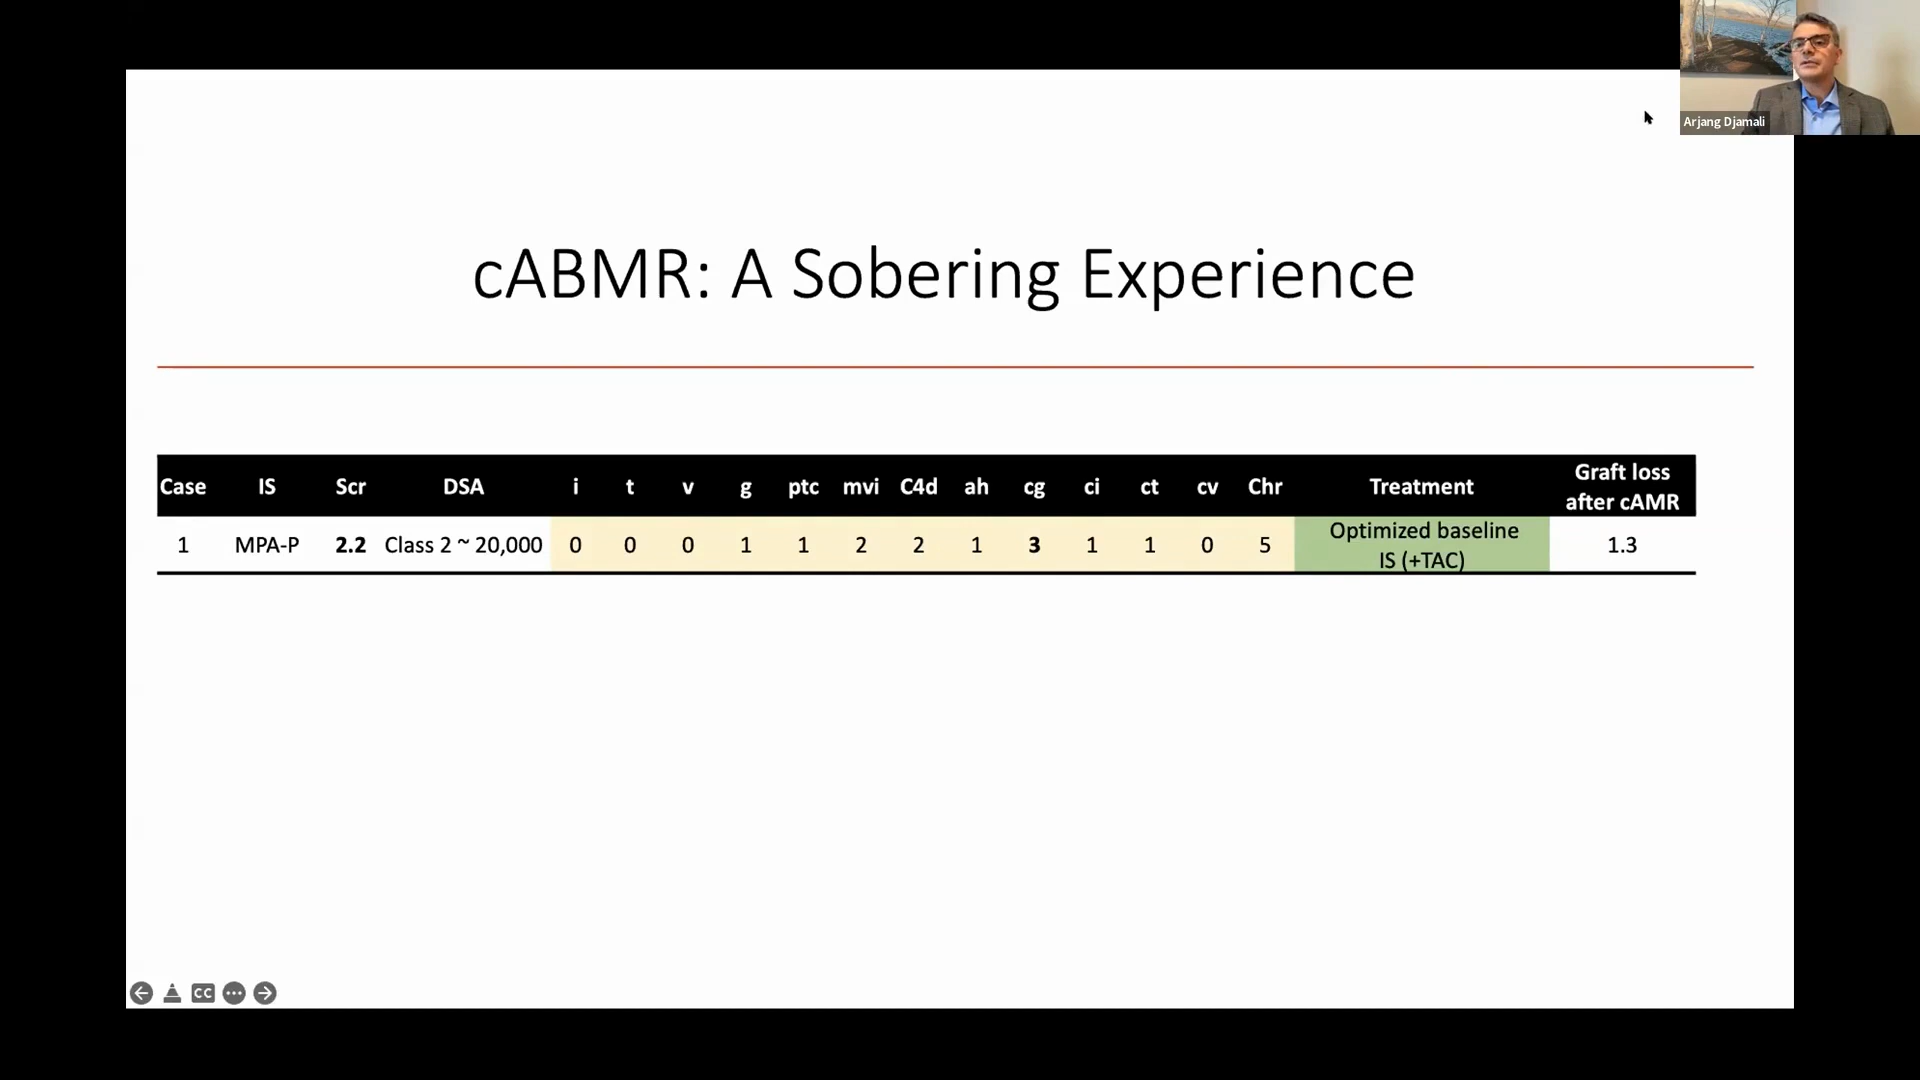 Arjang Djamali
cABMR: A Sobering Experience
Case IS Scr DSA i t v g ptc mvi C4d ah cg ci ct cv Chr Treatment Graft loss after cAMR
1 MPA-P 2.2 Class 2 ~ 20,000 0 0 0 1 1 2 2 1 3 1 1 0 5 Optimized baseline IS (+TAC) 1.3
CC